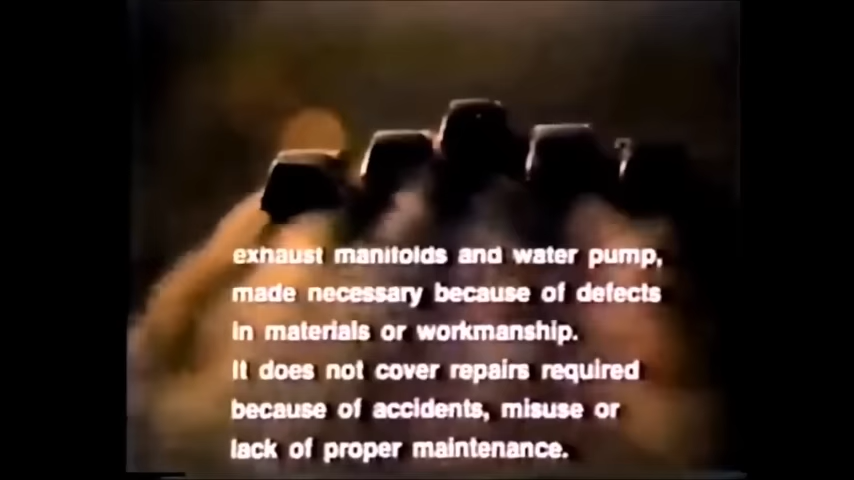 exhaust manifolds and water pump,
made necessary because of defects
in materials or workmanship.
It does not cover repairs required
because of accidents, misuse or
lack of proper maintenance.